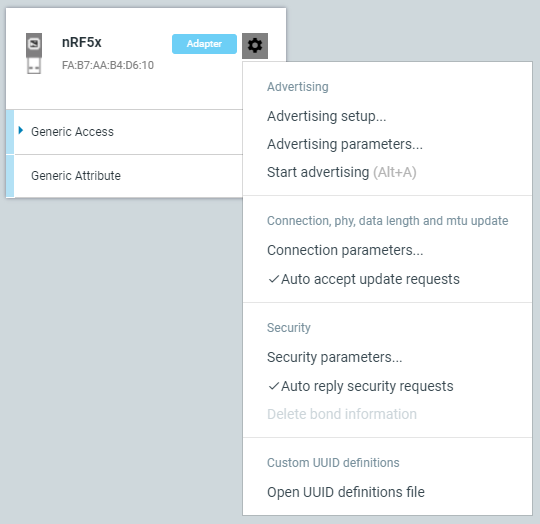 nRF5x
Adapter
FA:B7:AA:B4:D6:10
Generic Access
Generic Attribute
Advertising
Advertising setup...
Advertising parameters...
Start advertising (Alt+A)
Connection, phy, data length and mtu update
Connection parameters...
✓Auto accept update requests
Security
Security parameters...
✓Auto reply security requests
Delete bond information
Custom UUID definitions
Open UUID definitions file